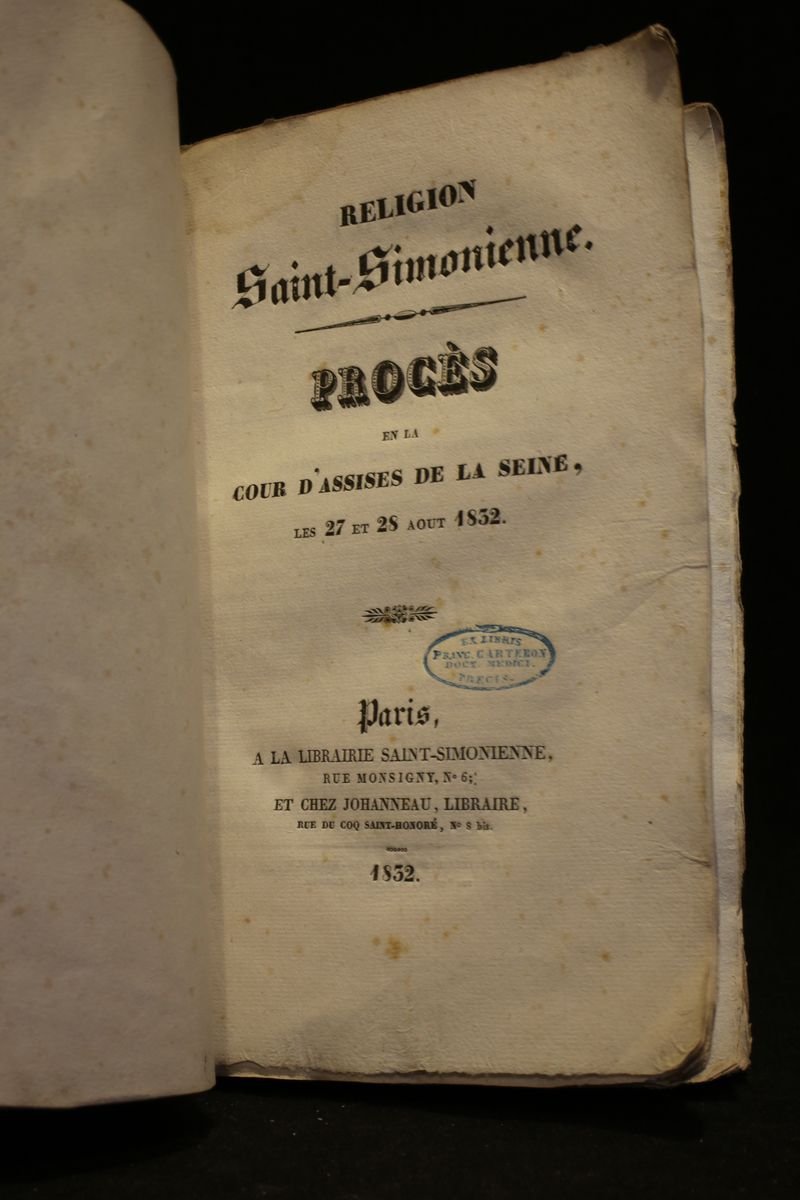 RELIGION
Saint-Simonienne.
PROCÈS
EN LA
COUR D'ASSISES DE LA SEINE,
LES 27 ET 28 AOUT 1832.
EX LIBRIS
FRANC. CARTERON
DOCT. MEDICI.
Paris,
A LA LIBRAIRIE SAINT-SIMONIENNE,
RUE MONSIGNY, No 6;
ET CHEZ JOHANNEAU, LIBRAIRE,
RUE DU COQ SAINT-HONORÉ, No 8 bis.
1832.